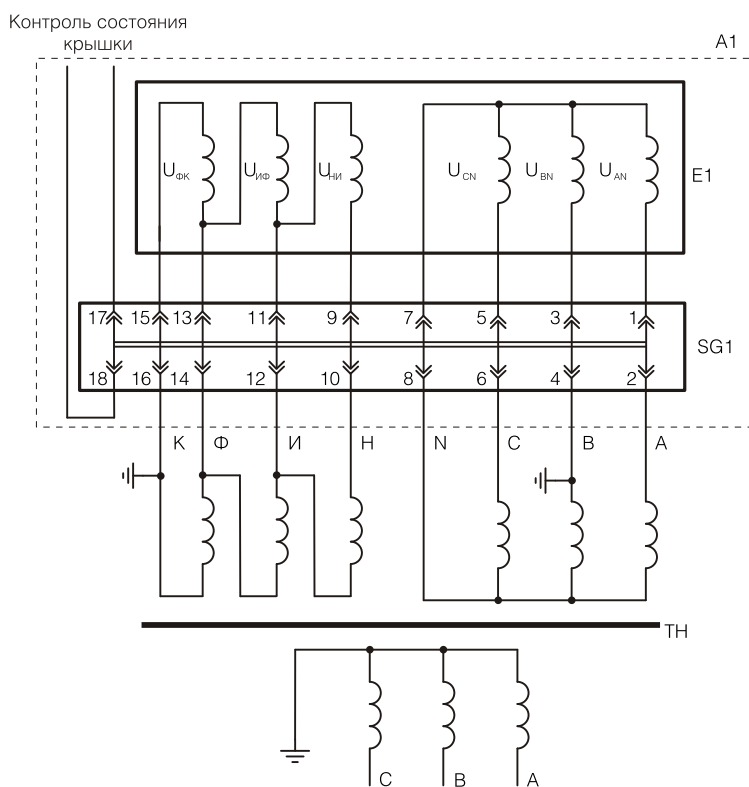 Контроль состояния
крышки
A1
UФК UИФ UНИ UCN UBN UAN
E1
17 15 13 11 9 7 5 3 1
SG1
18 16 14 12 10 8 6 4 2
К Ф И Н N C B A
ТН
C B A